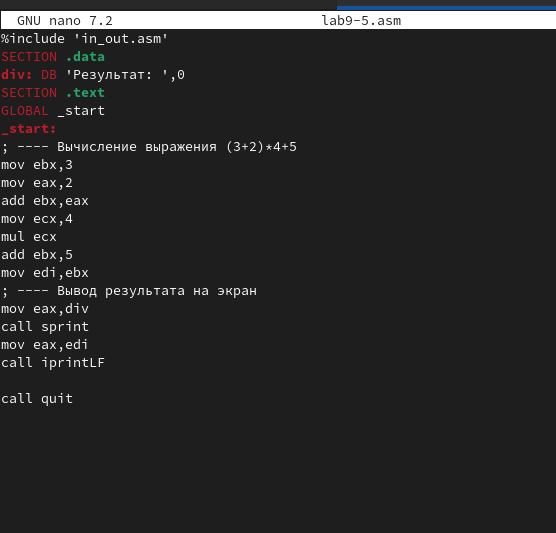 GNU nano 7.2 lab9-5.asm
%include 'in_out.asm'
SECTION .data
div: DB 'Результат: ',0
SECTION .text
GLOBAL _start
_start:
; ---- Вычисление выражения (3+2)*4+5
mov ebx,3
mov eax,2
add ebx,eax
mov ecx,4
mul ecx
add ebx,5
mov edi,ebx
; ---- Вывод результата на экран
mov eax,div
call sprint
mov eax,edi
call iprintLF
call quit